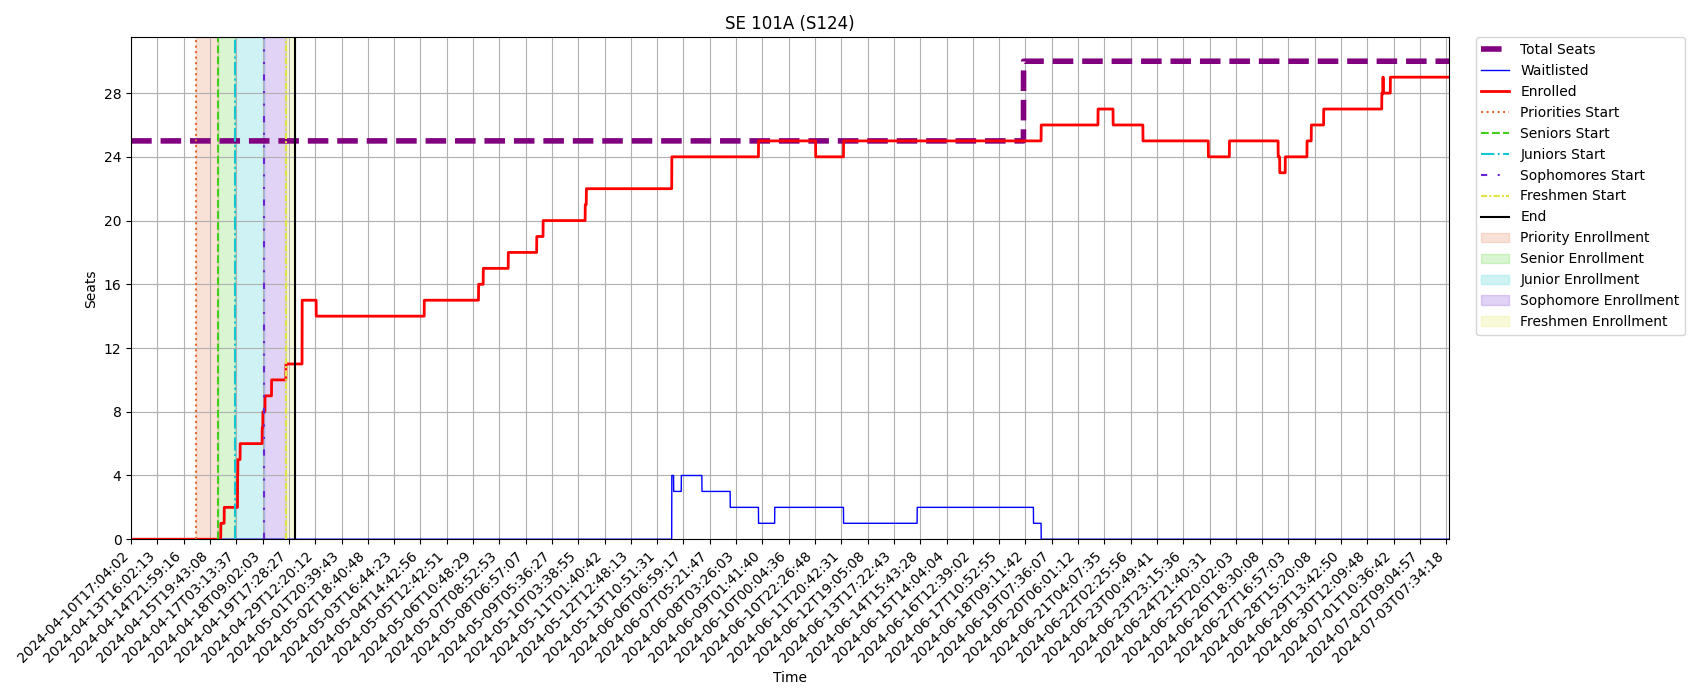 SE 101A (S124)
Seats
28
24
20
16
12
8
4
0
2024-04-10T17:04:02
2024-04-13T16:02:13
2024-04-14T21:59:16
2024-04-15T19:43:08
2024-04-17T03:13:37
2024-04-18T09:02:03
2024-04-19T17:28:27
2024-04-29T12:20:12
2024-05-01T20:39:43
2024-05-02T18:40:48
2024-05-03T16:44:23
2024-05-04T14:42:56
2024-05-05T12:42:51
2024-05-06T10:48:29
2024-05-07T08:52:53
2024-05-08T06:57:07
2024-05-09T05:36:27
2024-05-10T03:38:55
2024-05-11T01:40:42
2024-05-12T12:48:13
2024-05-13T10:51:31
2024-06-06T06:59:17
2024-06-07T05:21:47
2024-06-08T03:26:03
2024-06-09T01:41:40
2024-06-10T00:04:36
2024-06-10T22:26:48
2024-06-11T20:42:31
2024-06-12T19:05:08
2024-06-13T17:22:43
2024-06-14T15:43:28
2024-06-15T14:04:04
2024-06-16T12:39:02
2024-06-17T10:52:55
2024-06-18T09:11:42
2024-06-19T07:36:07
2024-06-20T06:01:12
2024-06-21T04:07:35
2024-06-22T02:25:56
2024-06-23T00:49:41
2024-06-23T23:15:36
2024-06-24T21:40:31
2024-06-25T20:02:03
2024-06-26T18:30:08
2024-06-27T16:57:03
2024-06-28T15:20:08
2024-06-29T13:42:50
2024-06-30T12:09:48
2024-07-01T10:36:42
2024-07-02T09:04:57
2024-07-03T07:34:18
Time
Total Seats
Waitlisted
Enrolled
Priorities Start
Seniors Start
Juniors Start
Sophomores Start
Freshmen Start
End
Priority Enrollment
Senior Enrollment
Junior Enrollment
Sophomore Enrollment
Freshmen Enrollment